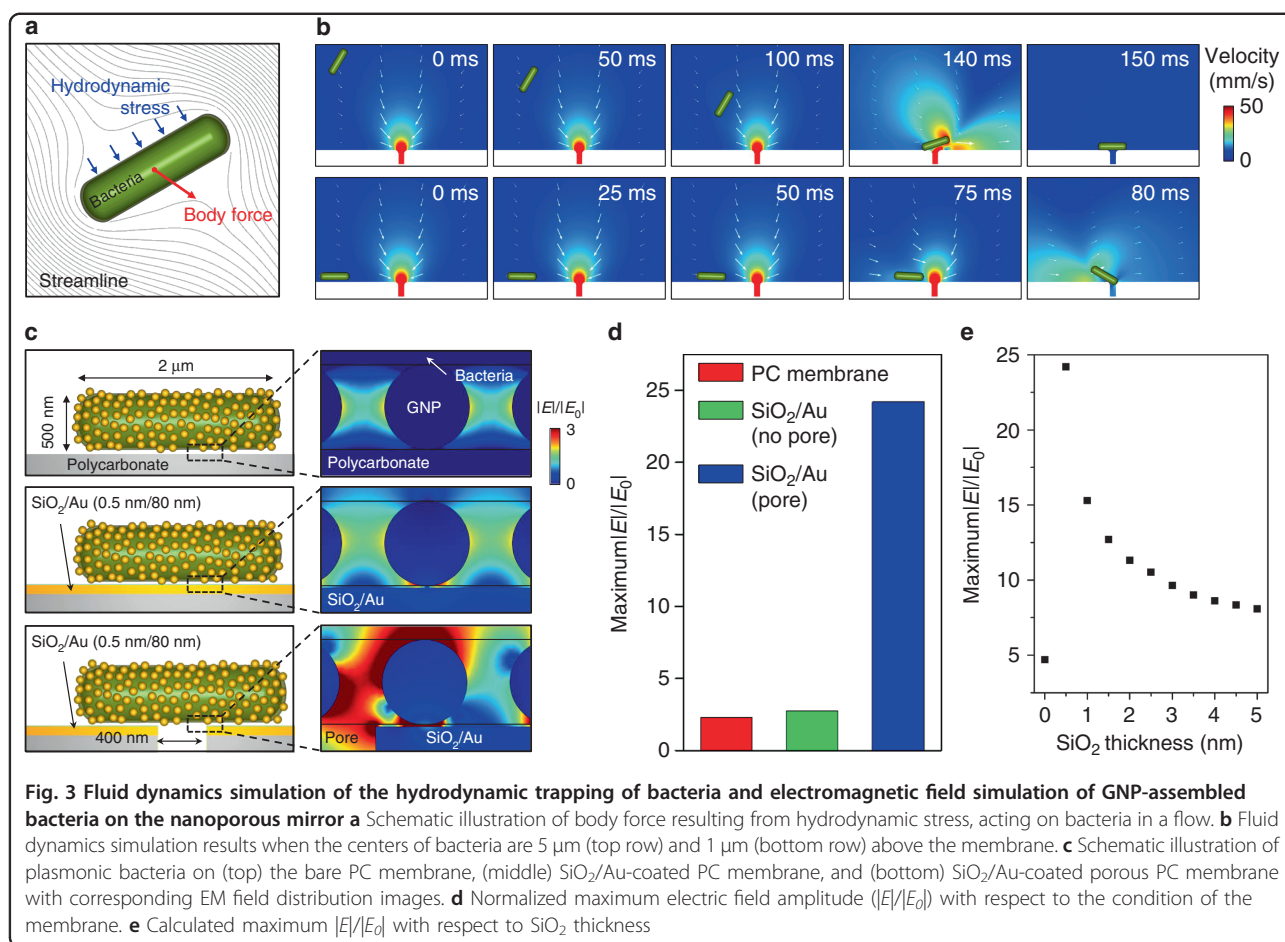 a
Hydrodynamic
stress
Bacteria
Body force
Streamline
b
0 ms
50 ms
100 ms
140 ms
150 ms
Velocity
(mm/s)
50
0
0 ms
25 ms
50 ms
75 ms
80 ms
c
2 μm
500 nm
Polycarbonate
Bacteria
GNP
Polycarbonate
|E|/|E₀|
3
0
SiO₂/Au (0.5 nm/80 nm)
SiO₂/Au
SiO₂/Au (0.5 nm/80 nm)
400 nm
Pore
SiO₂/Au
d
PC membrane
SiO₂/Au
(no pore)
SiO₂/Au
(pore)
Maximum|E|/|E₀|
25
20
15
10
5
0
e
Maximum|E|/|E₀|
25
20
15
10
5
0 1 2 3 4 5
SiO₂ thickness (nm)
Fig. 3 Fluid dynamics simulation of the hydrodynamic trapping of bacteria and electromagnetic field simulation of GNP-assembled
bacteria on the nanoporous mirror a Schematic illustration of body force resulting from hydrodynamic stress, acting on bacteria in a flow. b Fluid
dynamics simulation results when the centers of bacteria are 5 μm (top row) and 1 μm (bottom row) above the membrane. c Schematic illustration of
plasmonic bacteria on (top) the bare PC membrane, (middle) SiO₂/Au-coated PC membrane, and (bottom) SiO₂/Au-coated porous PC membrane
with corresponding EM field distribution images. d Normalized maximum electric field amplitude (|E|/|E₀|) with respect to the condition of the
membrane. e Calculated maximum |E|/|E₀| with respect to SiO₂ thickness